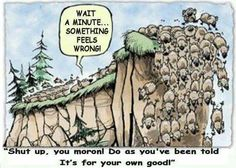 WAIT
A MINUTE...
SOMETHING
FEELS
WRONG!
"Shut up, you moron! Do as you've been told
It's for your own good!"